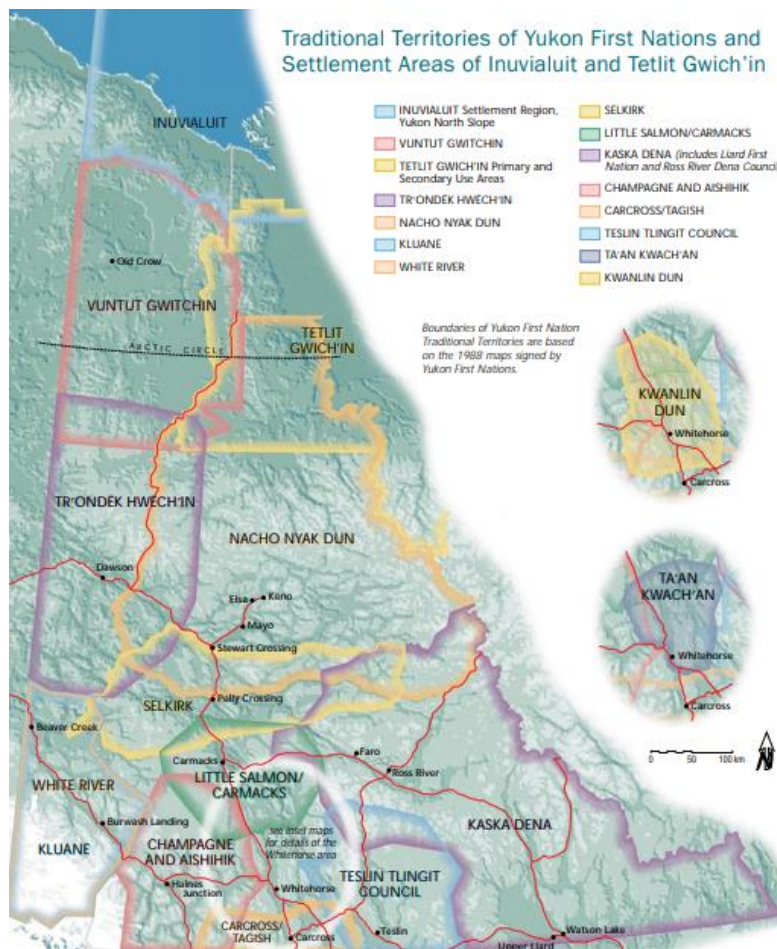 Traditional Territories of Yukon First Nations and
Settlement Areas of Inuvialuit and Tetlit Gwich'in
INUVIALUIT Settlement Region,
Yukon North Slope
VUNTUT GWITCHIN
TETLIT GWICH'IN Primary and
Secondary Use Areas
TR'ONDËK HWËCH'IN
NACHO NYAK DUN
KLUANE
WHITE RIVER
SELKIRK
LITTLE SALMON/CARMACKS
KASKA DENA (includes Liard First
Nation and Ross River Dena Council
CHAMPAGNE AND AISHIHIK
CARCROSS/TAGISH
TESLIN TLINGIT COUNCIL
TA'AN KWACH'AN
KWANLIN DUN
Boundaries of Yukon First Nation
Traditional Territories are based
on the 1988 maps signed by
Yukon First Nations.
INUVIALUIT
Old Crow
VUNTUT GWITCHIN
ARCTIC CIRCLE
TETLIT
GWICH'IN
TR'ONDËK HWËCH'IN
NACHO NYAK DUN
Dawson
Elsa
Keno
Mayo
Stewart Crossing
SELKIRK
Pelly Crossing
Beaver Creek
Carmacks
Faro
Ross River
WHITE RIVER
LITTLE SALMON/
CARMACKS
Burwash Landing
KASKA DENA
KLUANE
CHAMPAGNE
AND AISHIHIK
see inset maps
for details of the
Whitehorse area
TESLIN TLINGIT
COUNCIL
Haines
Junction
Whitehorse
CARCROSS/
TAGISH
Carcross
Teslin
Watson Lake
Upper Liard
KWANLIN
DUN
Whitehorse
Carcross
TA'AN
KWACH'AN
Whitehorse
Carcross
0 50 100 km
N